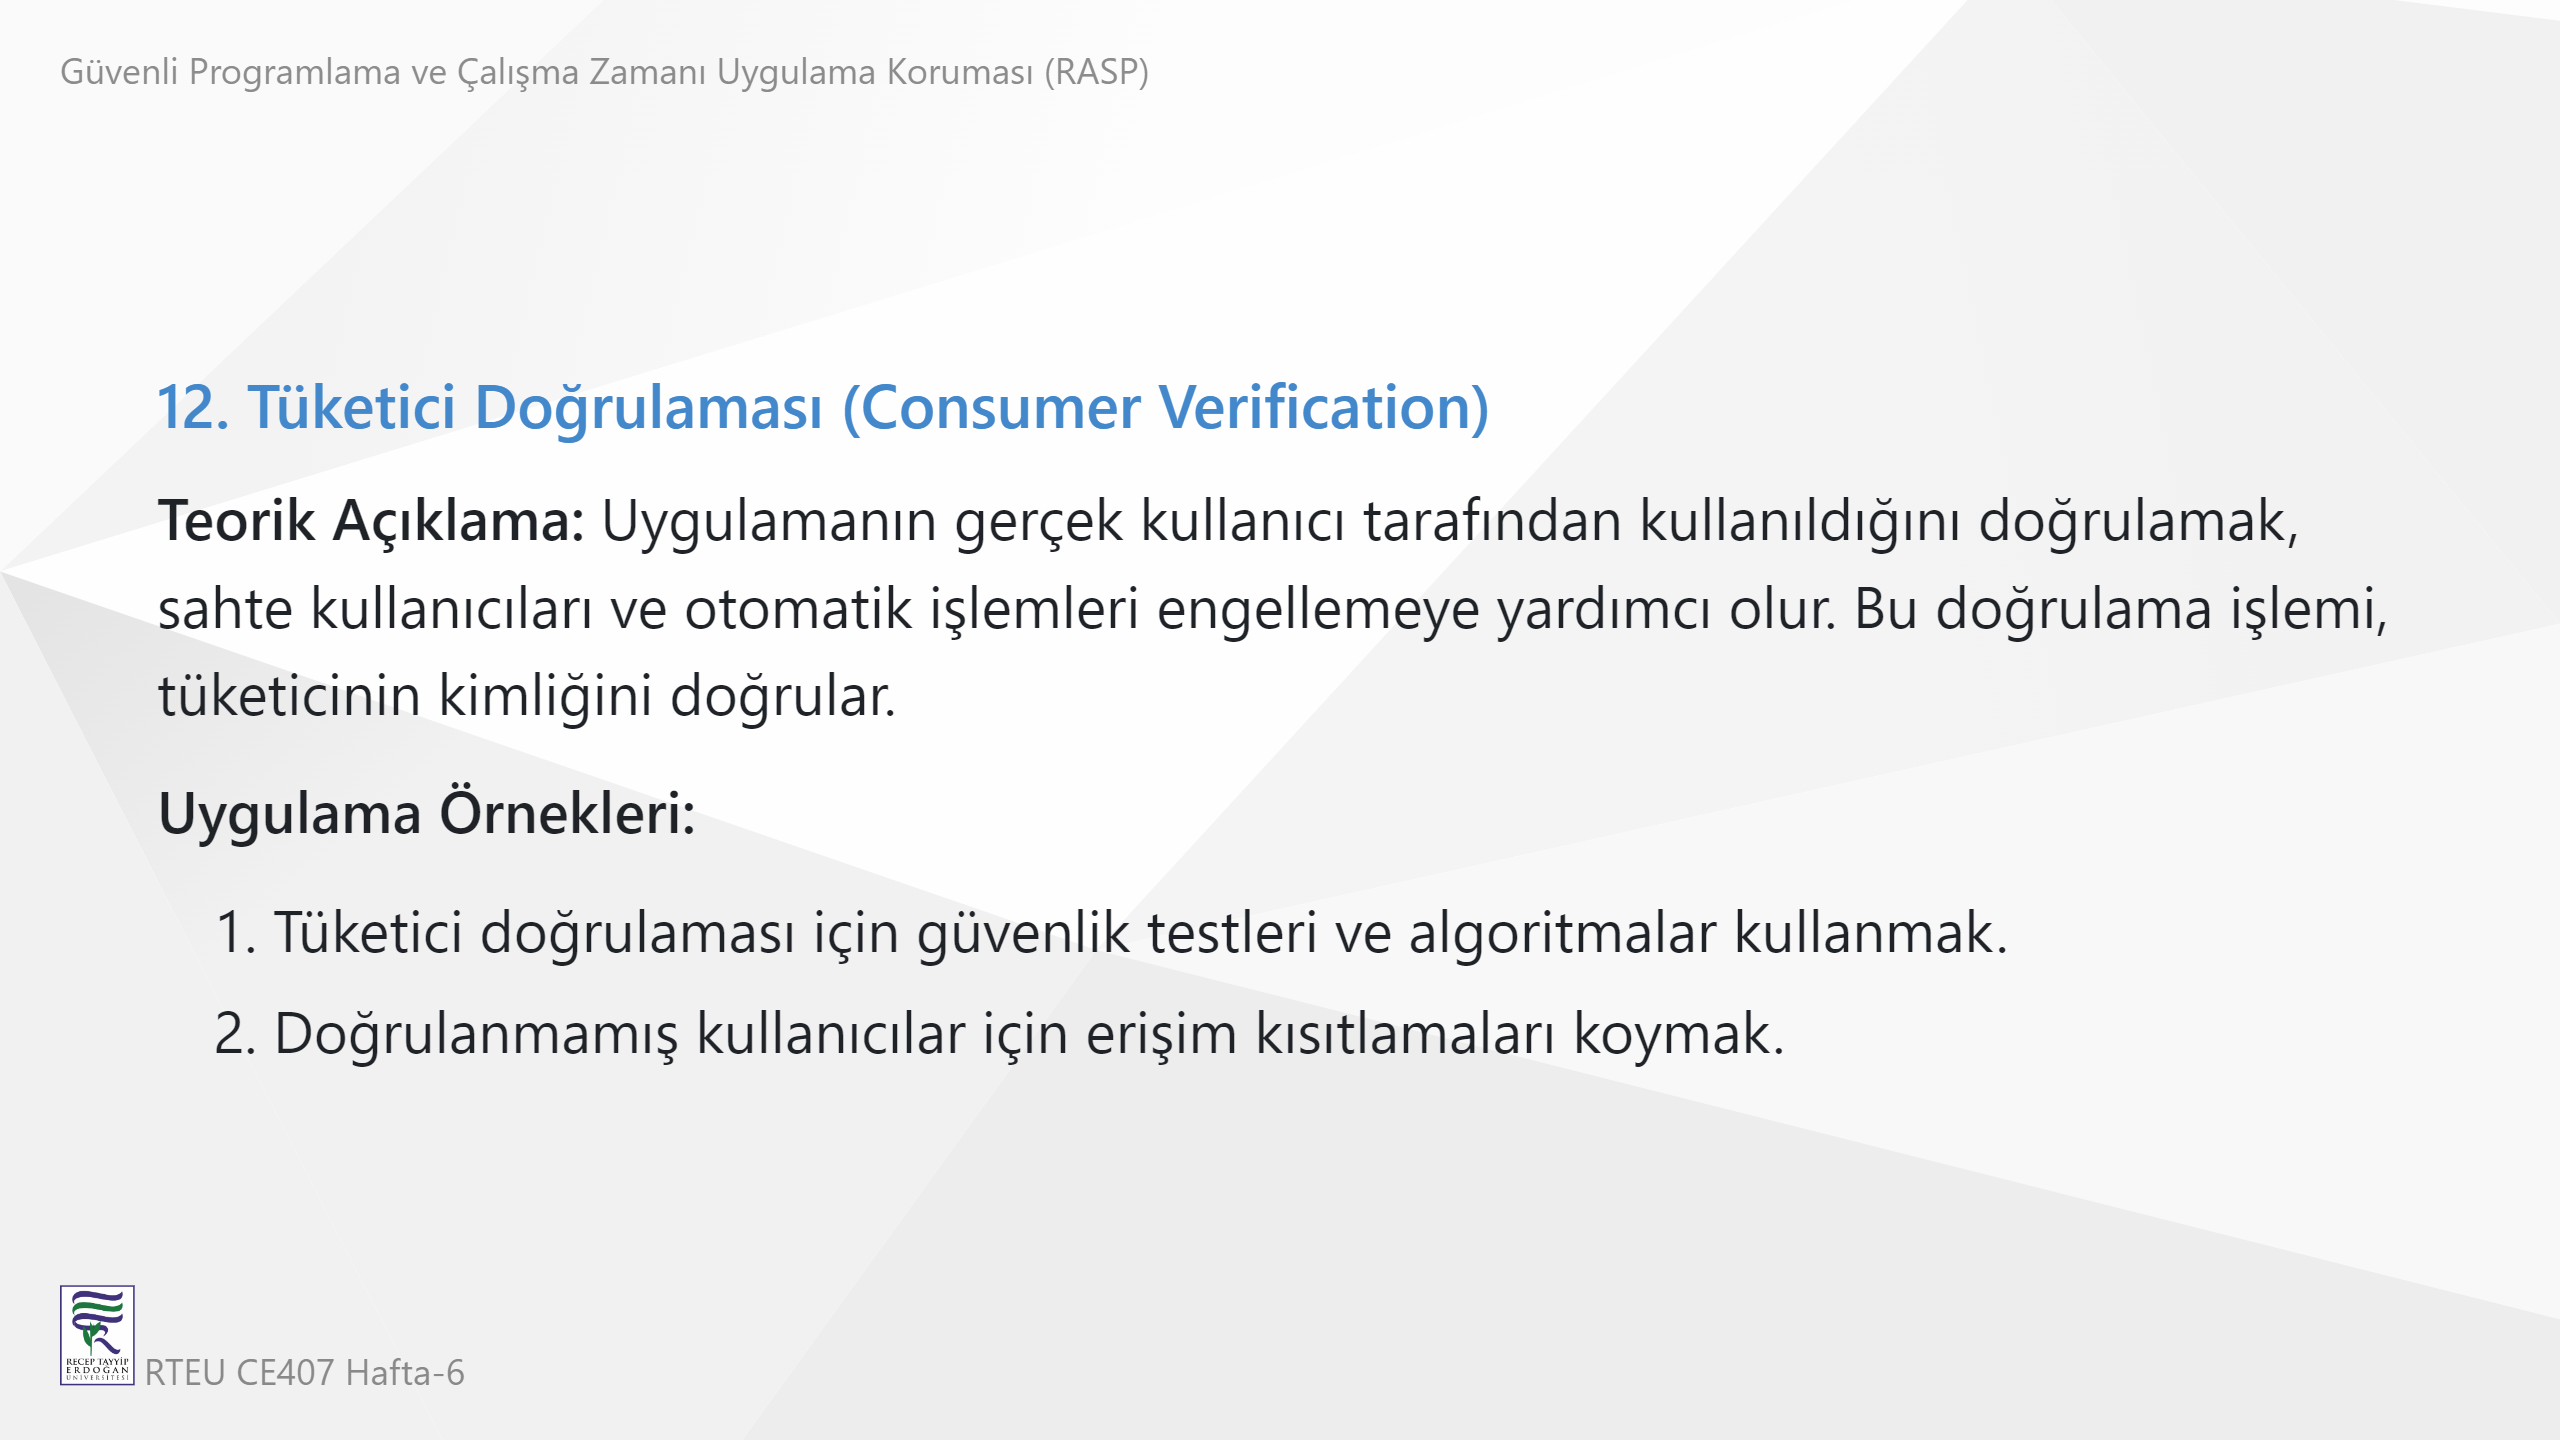 Güvenli Programlama ve Çalışma Zamanı Uygulama Koruması (RASP)
12. Tüketici Doğrulaması (Consumer Verification)
Teorik Açıklama: Uygulamanın gerçek kullanıcı tarafından kullanıldığını doğrulamak,
sahte kullanıcıları ve otomatik işlemleri engellemeye yardımcı olur. Bu doğrulama işlemi,
tüketicinin kimliğini doğrular.
Uygulama Örnekleri:
1. Tüketici doğrulaması için güvenlik testleri ve algoritmalar kullanmak.
2. Doğrulanmamış kullanıcılar için erişim kısıtlamaları koymak.
RECEP TAYYİP
ERDOĞAN
ÜNİVERSİTESİ
RTEU CE407 Hafta-6